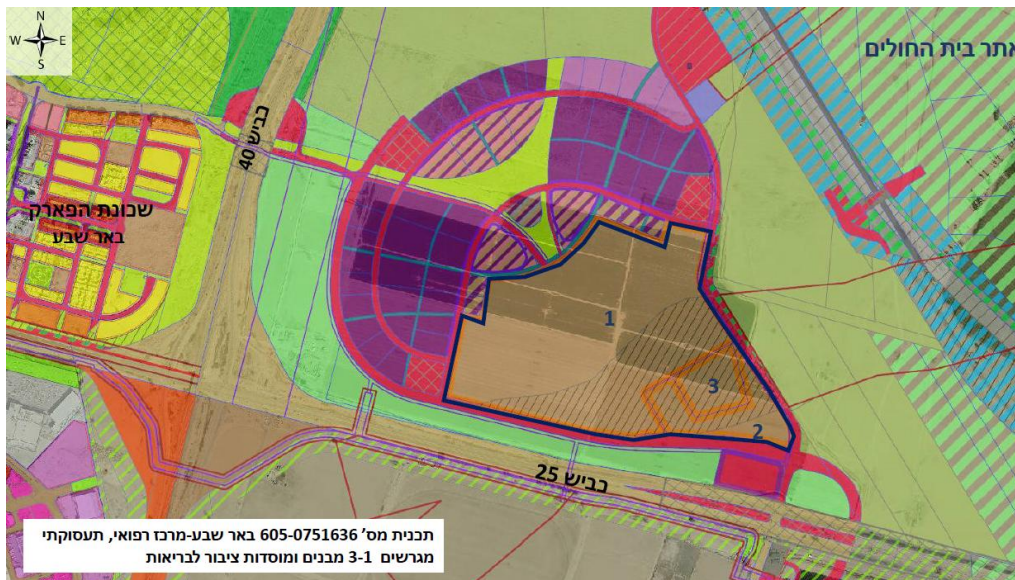 N
W E
S
אתר בית החולים
כביש 40
שכונת הפארק
באר שבע
1
3
2
כביש 25
תכנית מס' 605-0751636 באר שבע-מרכז רפואי, תעסוקתי
מגרשים 3-1 מבנים ומוסדות ציבור לבריאות